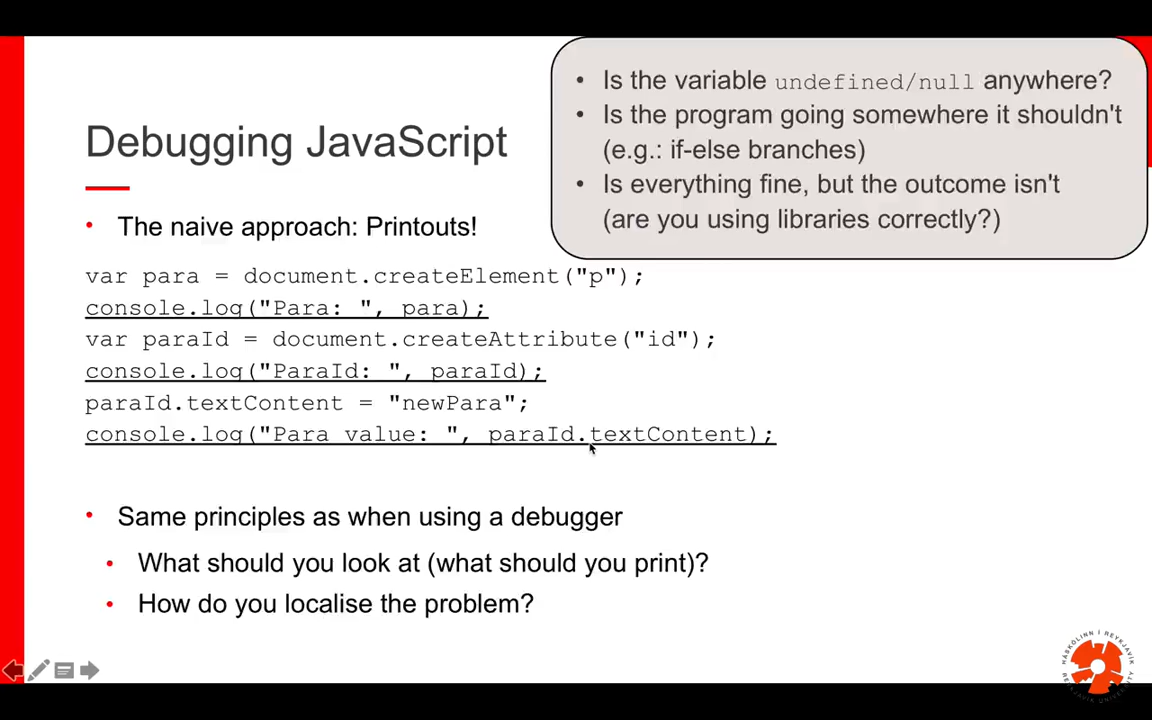 Debugging JavaScript
• Is the variable undefined/null anywhere?
• Is the program going somewhere it shouldn't
(e.g.: if-else branches)
• Is everything fine, but the outcome isn't
(are you using libraries correctly?)
• The naive approach: Printouts!
var para = document.createElement("p");
console.log("Para: ", para);
var paraId = document.createAttribute("id");
console.log("ParaId: ", paraId);
paraId.textContent = "newPara";
console.log("Para value: ", paraId.textContent);
• Same principles as when using a debugger
• What should you look at (what should you print)?
• How do you localise the problem?
HÁSKÓLINN Í REYKJAVÍK
REYKJAVIK UNIVERSITY